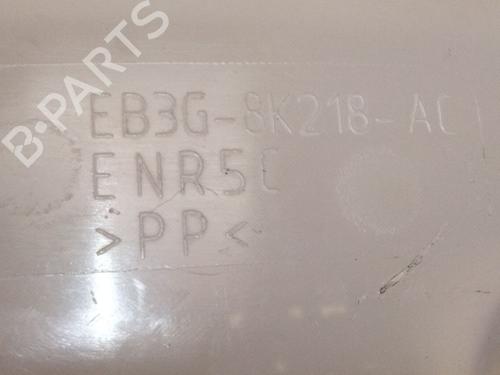 B-PARTS
EB3G-8K218-AC
ENR5C
>PP<